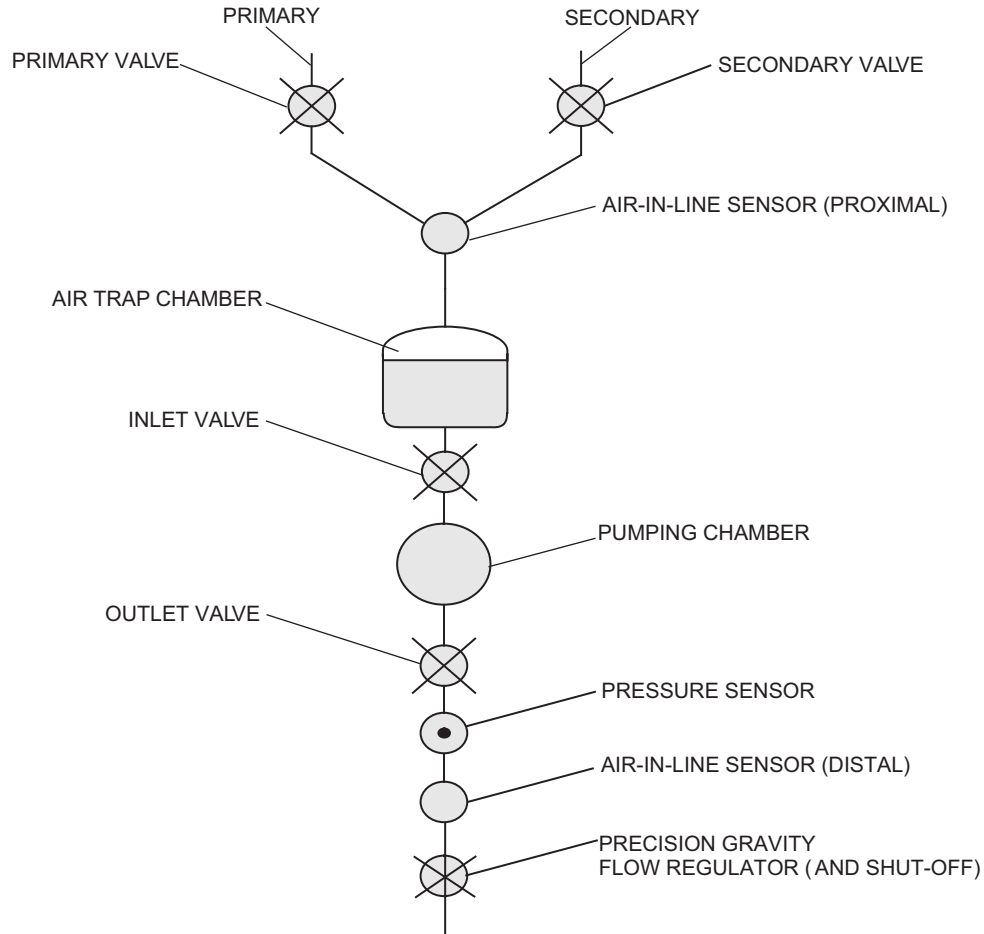 PRIMARY
SECONDARY
PRIMARY VALVE
SECONDARY VALVE
AIR-IN-LINE SENSOR (PROXIMAL)
AIR TRAP CHAMBER
INLET VALVE
PUMPING CHAMBER
OUTLET VALVE
PRESSURE SENSOR
AIR-IN-LINE SENSOR (DISTAL)
PRECISION GRAVITY
FLOW REGULATOR (AND SHUT-OFF)